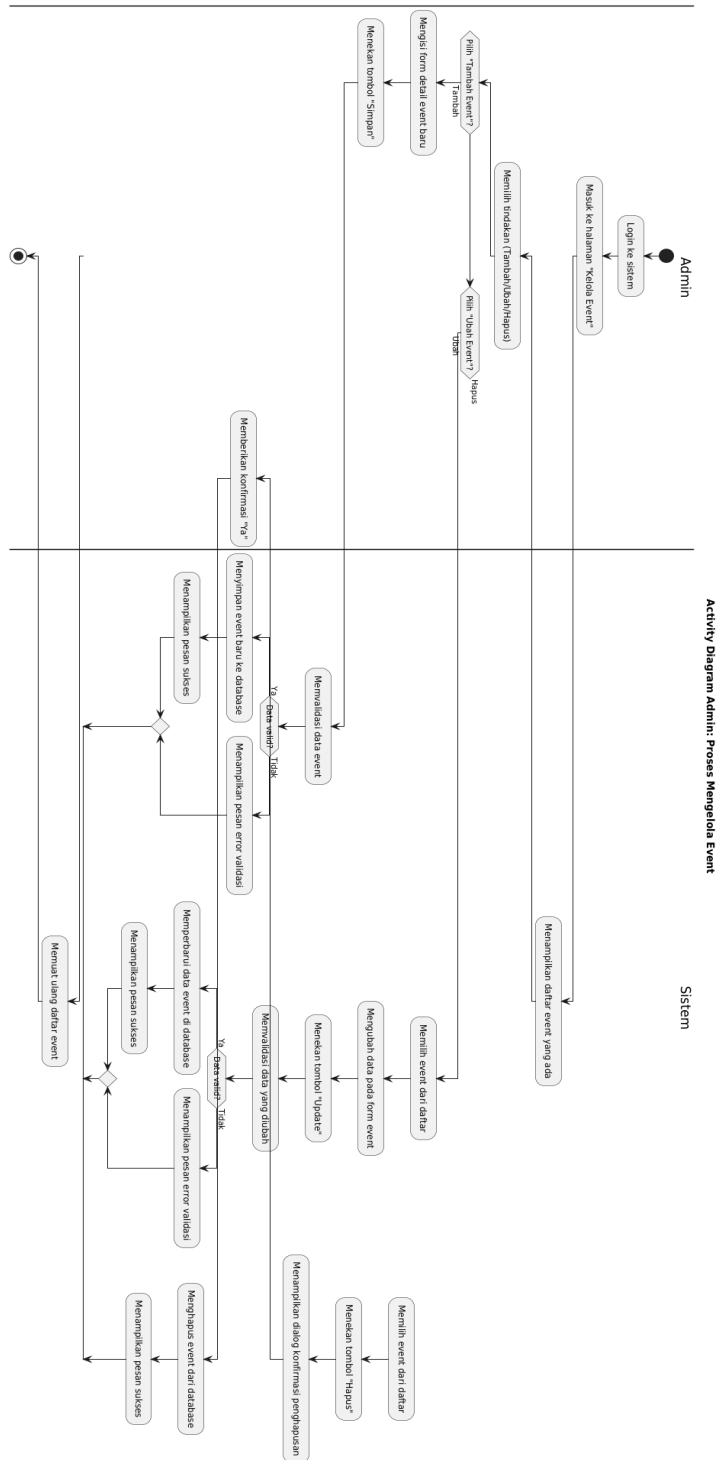 Activity Diagram Admin: Proses Mengelola Event
Admin
Sistem
Login ke sistem
Masuk ke halaman "Kelola Event"
Menampilkan daftar event yang ada
Memilih tindakan (Tambah/Ubah/Hapus)
Pilih "Tambah Event"?
Tambah
Pilih "Ubah Event"?
Ubah
Hapus
Mengisi form detail event baru
Menekan tombol "Simpan"
Memvalidasi data event
Data valid?
Ya
Tidak
Menyimpan event baru ke database
Menampilkan pesan sukses
Menampilkan pesan error validasi
Memilih event dari daftar
Mengubah data pada form event
Menekan tombol "Update"
Memvalidasi data yang diubah
Data valid?
Ya
Tidak
Memperbarui data event di database
Menampilkan pesan sukses
Menampilkan pesan error validasi
Memilih event dari daftar
Menekan tombol "Hapus"
Menampilkan dialog konfirmasi penghapusan
Memberikan konfirmasi "Ya"
Menghapus event dari database
Menampilkan pesan sukses
Memuat ulang daftar event